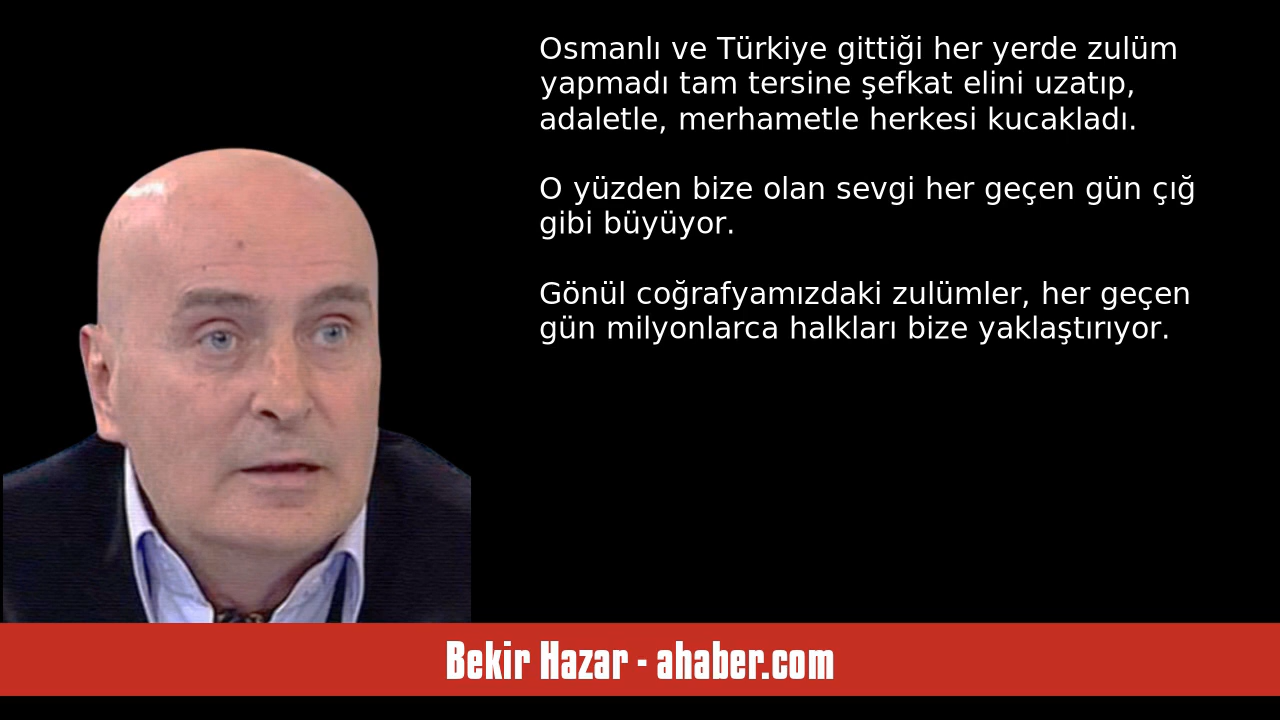 Osmanlı ve Türkiye gittiği her yerde zulüm
yapmadı tam tersine şefkat elini uzatıp,
adaletle, merhametle herkesi kucakladı.
O yüzden bize olan sevgi her geçen gün çığ
gibi büyüyor.
Gönül coğrafyamızdaki zulümler, her geçen
gün milyonlarca halkları bize yaklaştırıyor.
Bekir Hazar - ahaber.com